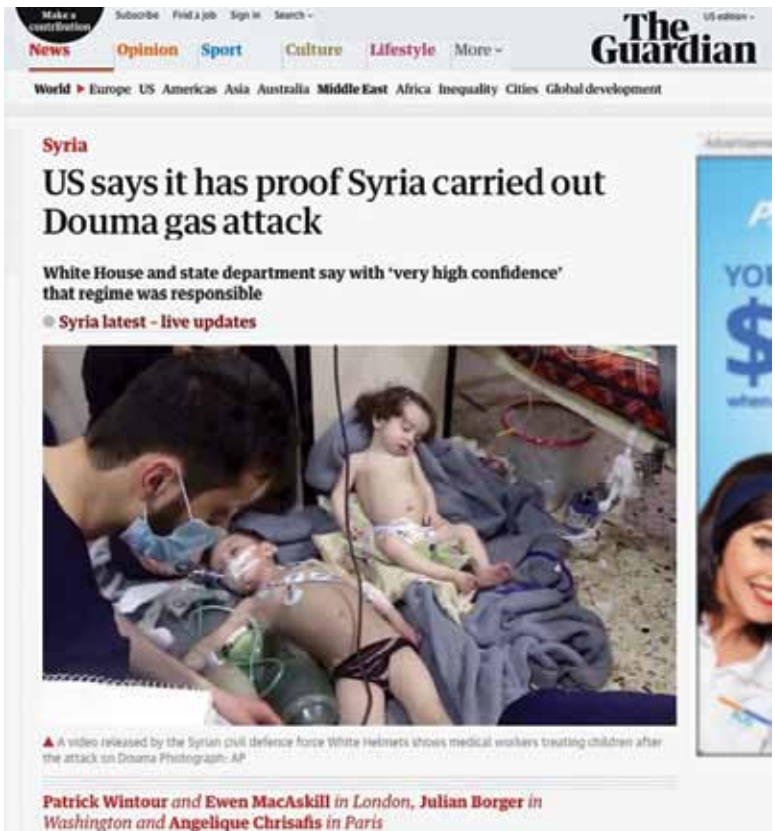 Make a
contribution
Subscribe Find a job Sign in Search
US edition
The
Guardian
News Opinion Sport Culture Lifestyle More
World Europe US Americas Asia Australia Middle East Africa Inequality Cities Global development
Syria
US says it has proof Syria carried out
Douma gas attack
White House and state department say with ‘very high confidence’
that regime was responsible
Syria latest – live updates
A video released by the Syrian civil defence force White Helmets shows medical workers treating children after
the attack on Douma Photograph: AP
Patrick Wintour and Ewen MacAskill in London, Julian Borger in
Washington and Angelique Chrisafis in Paris
$